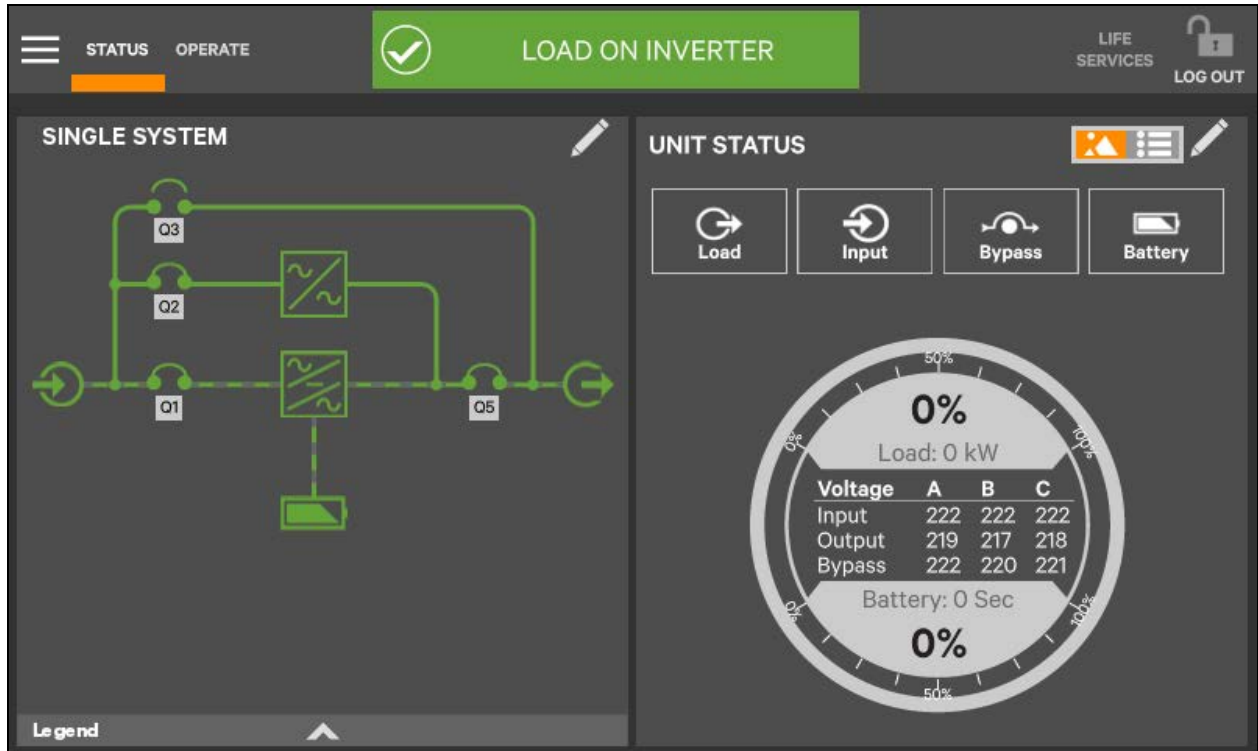 STATUS OPERATE
LOAD ON INVERTER
LIFE
SERVICES
LOG OUT
SINGLE SYSTEM
Q3
Q2
Q1
Q5
Legend
UNIT STATUS
Load Input Bypass Battery
50%
0% 100%
0%
Load: 0 kW
Voltage A B C
Input 222 222 222
Output 219 217 218
Bypass 222 220 221
Battery: 0 Sec
0% 100%
0%
50%